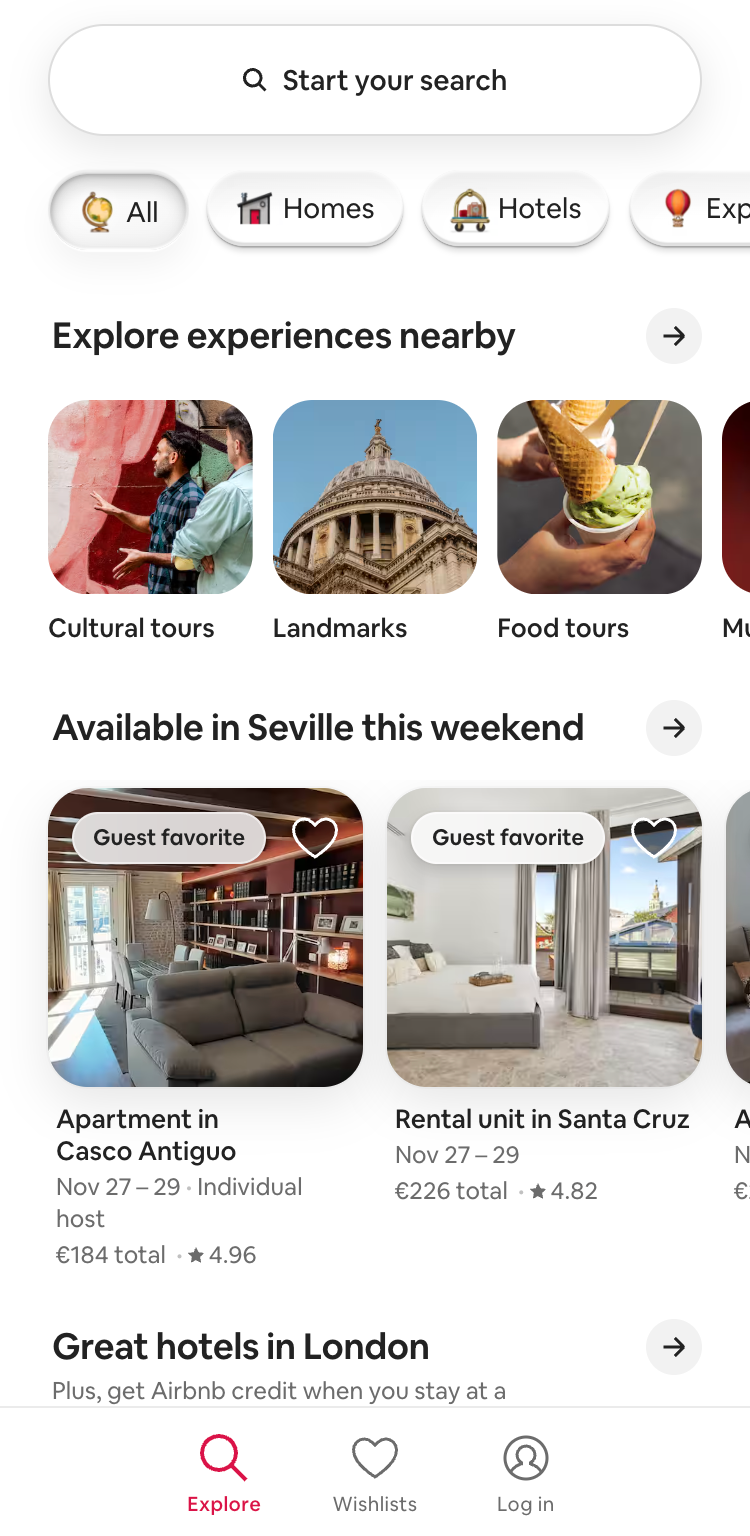 Start your search
All
Homes
Hotels
Exp
Explore experiences nearby
Cultural tours
Landmarks
Food tours
Mu
Available in Seville this weekend
Guest favorite
Guest favorite
Apartment in
Casco Antiguo
Nov 27 – 29 · Individual
host
€184 total · ★ 4.96
Rental unit in Santa Cruz
Nov 27 – 29
€226 total · ★ 4.82
A
N
€
Great hotels in London
Plus, get Airbnb credit when you stay at a
Explore
Wishlists
Log in